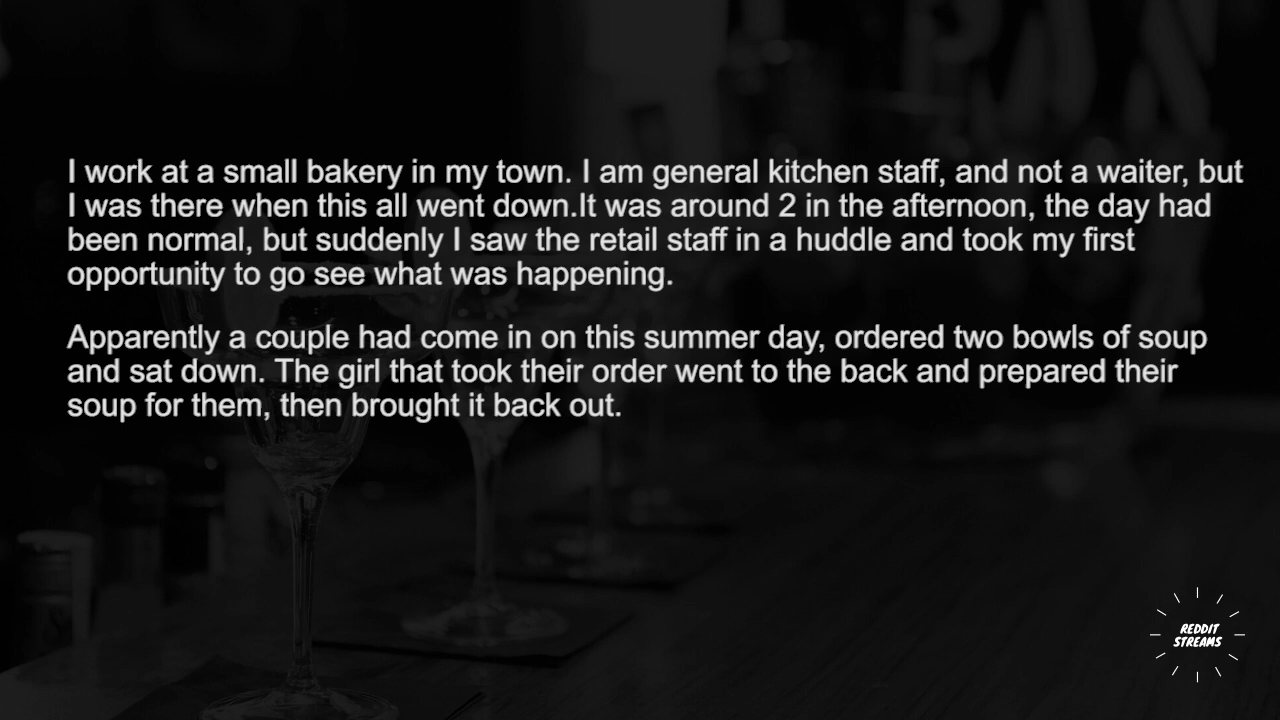 I work at a small bakery in my town. I am general kitchen staff, and not a waiter, but
I was there when this all went down.It was around 2 in the afternoon, the day had
been normal, but suddenly I saw the retail staff in a huddle and took my first
opportunity to go see what was happening.
Apparently a couple had come in on this summer day, ordered two bowls of soup
and sat down. The girl that took their order went to the back and prepared their
soup for them, then brought it back out.
REDDIT
STREAMS